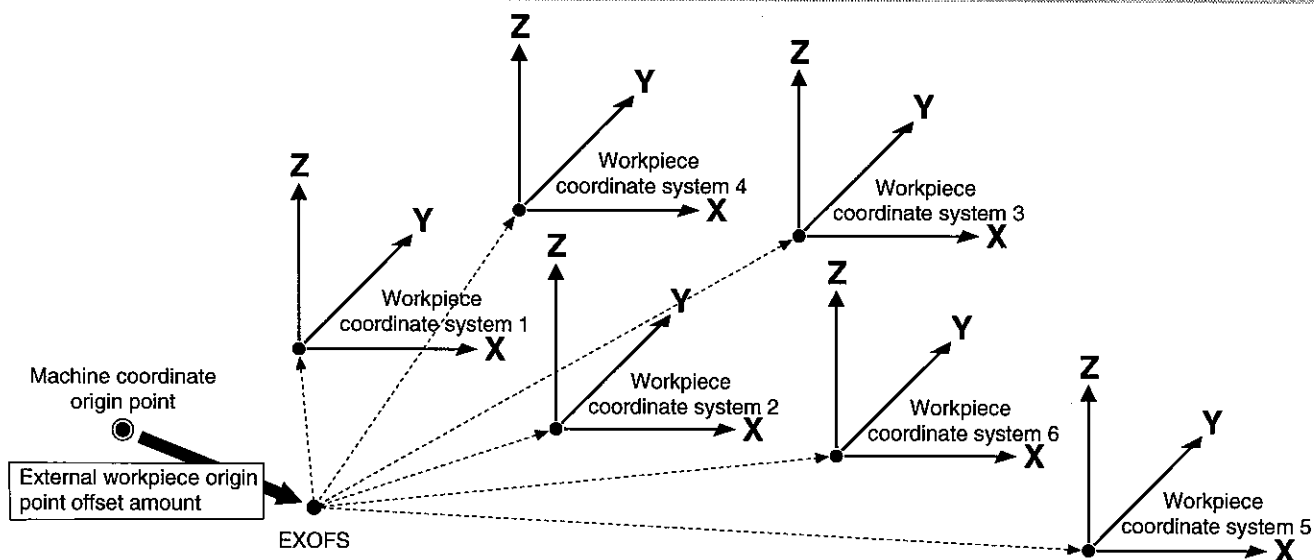 Z
Y
Workpiece
coordinate system 4
X
Z
Y
Workpiece
coordinate system 3
X
Z
Y
Workpiece
coordinate system 1
X
Z
Y
Workpiece
coordinate system 2
X
Z
Y
Workpiece
coordinate system 6
X
Z
Y
Workpiece
coordinate system 5
X
Machine coordinate
origin point
External workpiece origin
point offset amount
EXOFS